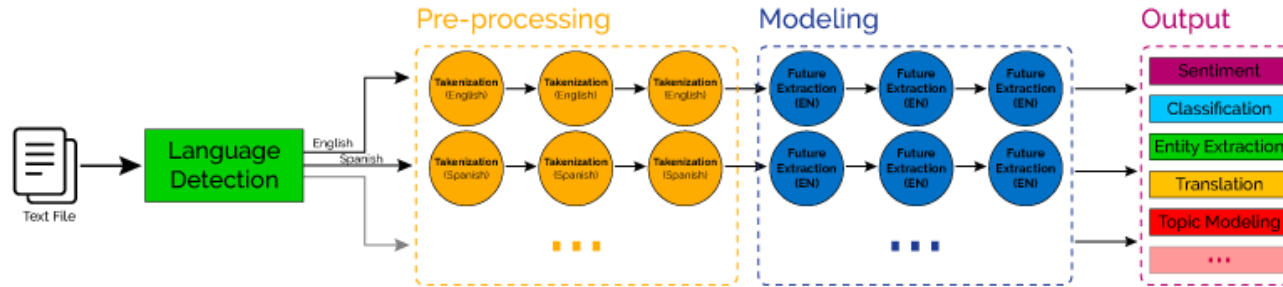 Pre-processing
Modeling
Output
Takenization
(English)
Takenization
(English)
Takenization
(English)
Future
Extraction
(EN)
Future
Extraction
(EN)
Future
Extraction
(EN)
Sentiment
Classification
English
Language
Detection
Spanish
Takenization
(Spanish)
Takenization
(Spanish)
Takenization
(Spanish)
Future
Extraction
(EN)
Future
Extraction
(EN)
Future
Extraction
(EN)
Entity Extraction
Translation
Text File
Topic Modeling
...
...
...